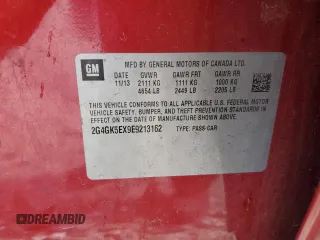 GM
MFD BY GENERAL MOTORS OF CANADA LTD.
DATE GVWR GAWR FRT GAWR RR
11/13 2111 KG 1111 KG 1000 KG
4654 LB 2449 LB 2205 LB
THIS VEHICLE CONFORMS TO ALL APPLICABLE U.S. FEDERAL MOTOR
VEHICLE SAFETY, BUMPER, AND THEFT PREVENTION STANDARDS IN
EFFECT ON THE DATE OF MANUFACTURE SHOWN ABOVE.
2G4GK5EX9E9213162 TYPE: PASS-CAR
DREAMBID